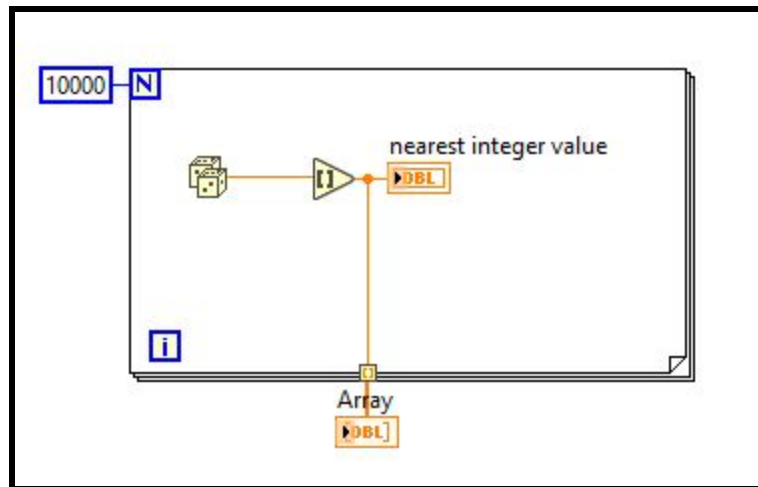 10000 N
nearest integer value
DBL
i
Array
DBL